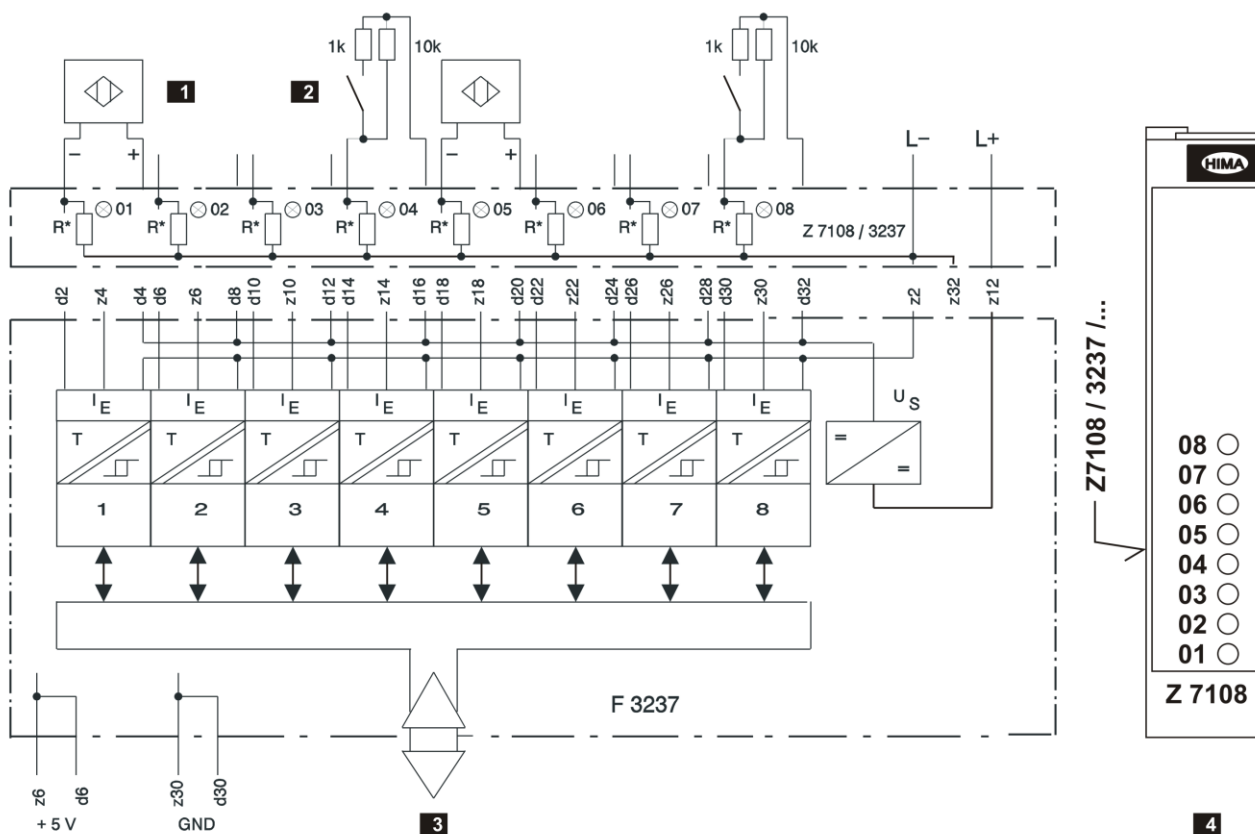 1k 10k 1k 10k
1 2
− + − +
L− L+
HIMA
01 02 03 04 05 06 07 08
R* R* R* R* R* R* R* R*
Z 7108 / 3237
d2 z4 d4 d6 z6 d8 d10 z10 d12 d14 z14 d16 d18 z18 d20 d22 z22 d24 d26 z26 d28 d30 z30 d32 z2 z32 z12
I E I E I E I E I E I E I E I E U S
T T T T T T T T = =
1 2 3 4 5 6 7 8
F 3237
z6 d6 z30 d30
+ 5 V GND
3
Z7108 / 3237 /...
08
07
06
05
04
03
02
01
Z 7108
4